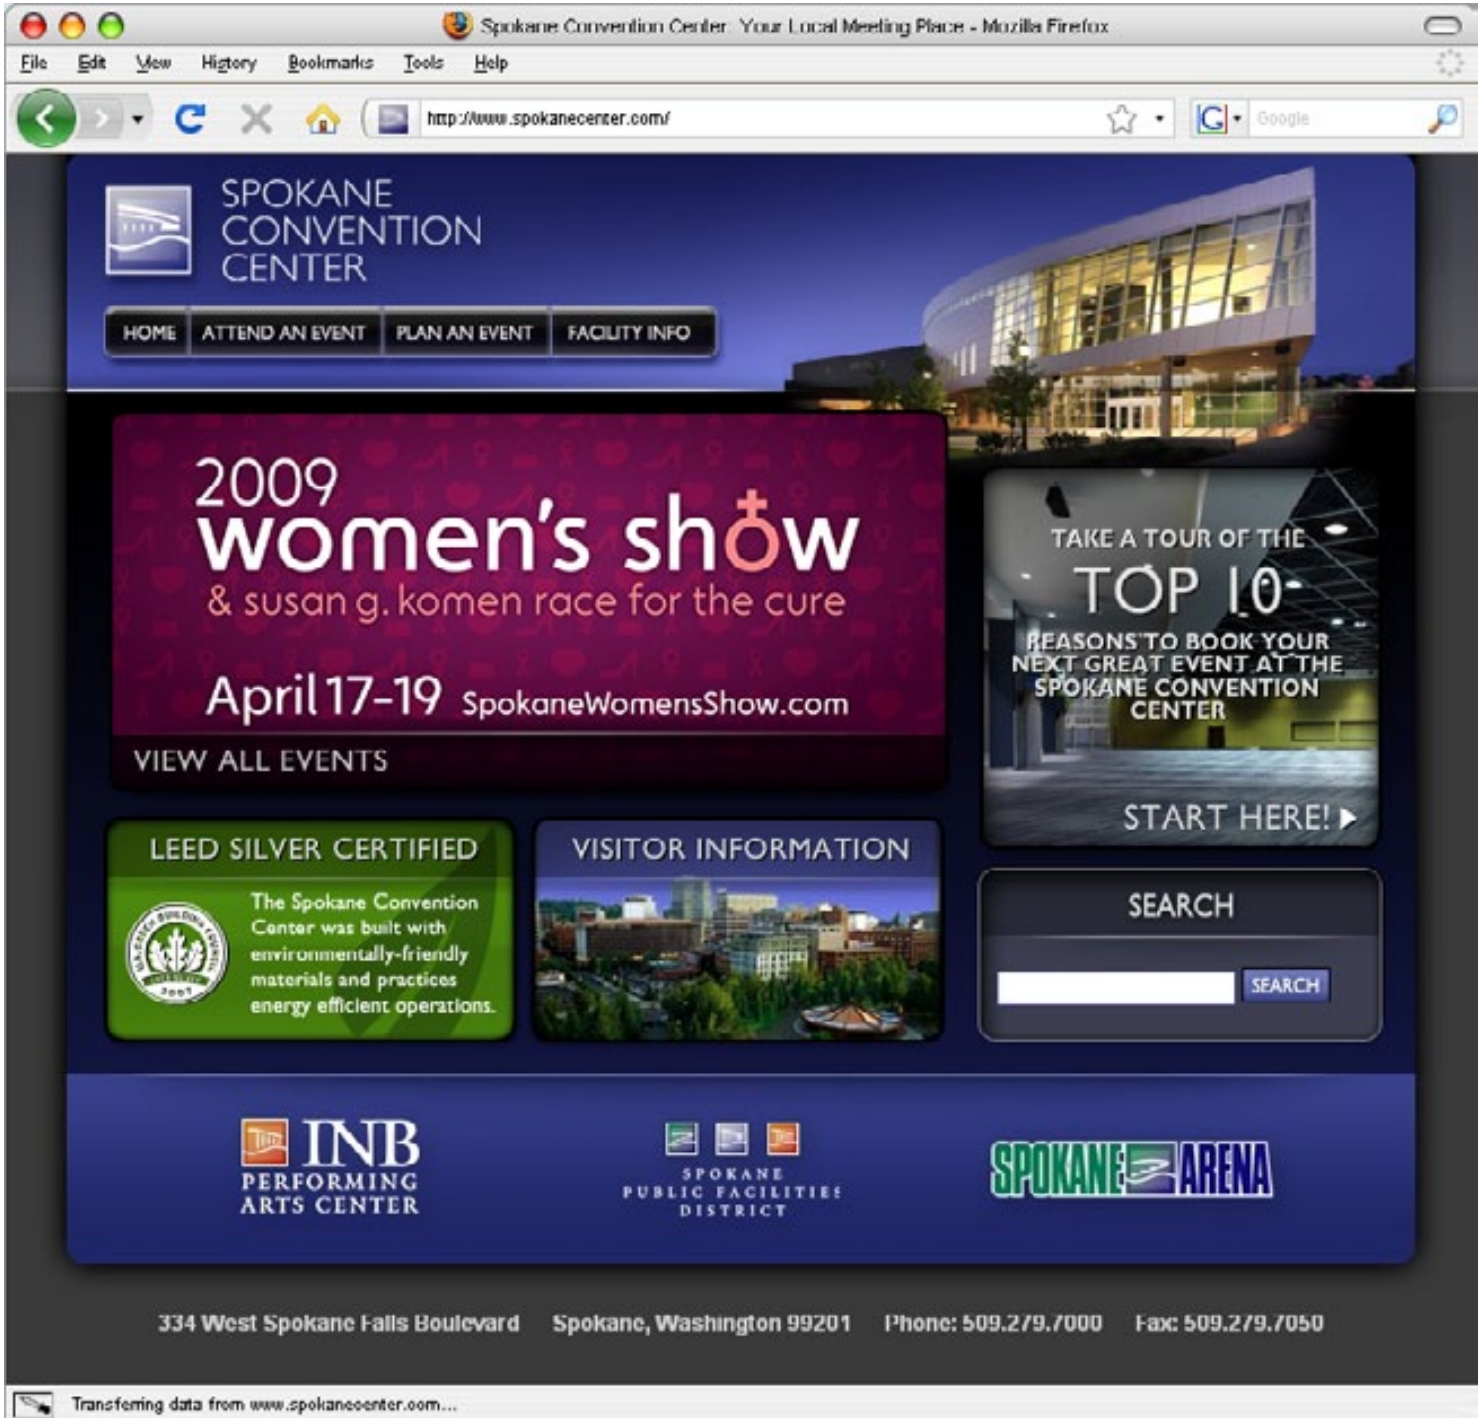 Spokane Convention Center: Your Local Meeting Place - Mozilla Firefox
File Edit View History Bookmarks Tools Help
http://www.spokanecenter.com/
G
Google
SPOKANE
CONVENTION
CENTER
HOME ATTEND AN EVENT PLAN AN EVENT FACILITY INFO
2009
women's show
& susan g. komen race for the cure
April 17-19 SpokaneWomensShow.com
VIEW ALL EVENTS
TAKE A TOUR OF THE
TOP 10
REASONS TO BOOK YOUR
NEXT GREAT EVENT AT THE
SPOKANE CONVENTION
CENTER
START HERE!
LEED SILVER CERTIFIED
The Spokane Convention
Center was built with
environmentally-friendly
materials and practices
energy efficient operations.
VISITOR INFORMATION
SEARCH
SEARCH
INB
PERFORMING
ARTS CENTER
SPOKANE
PUBLIC FACILITIES
DISTRICT
SPOKANE ARENA
334 West Spokane Falls Boulevard Spokane, Washington 99201 Phone: 509.279.7000 Fax: 509.279.7050
Transferring data from www.spokanecenter.com...